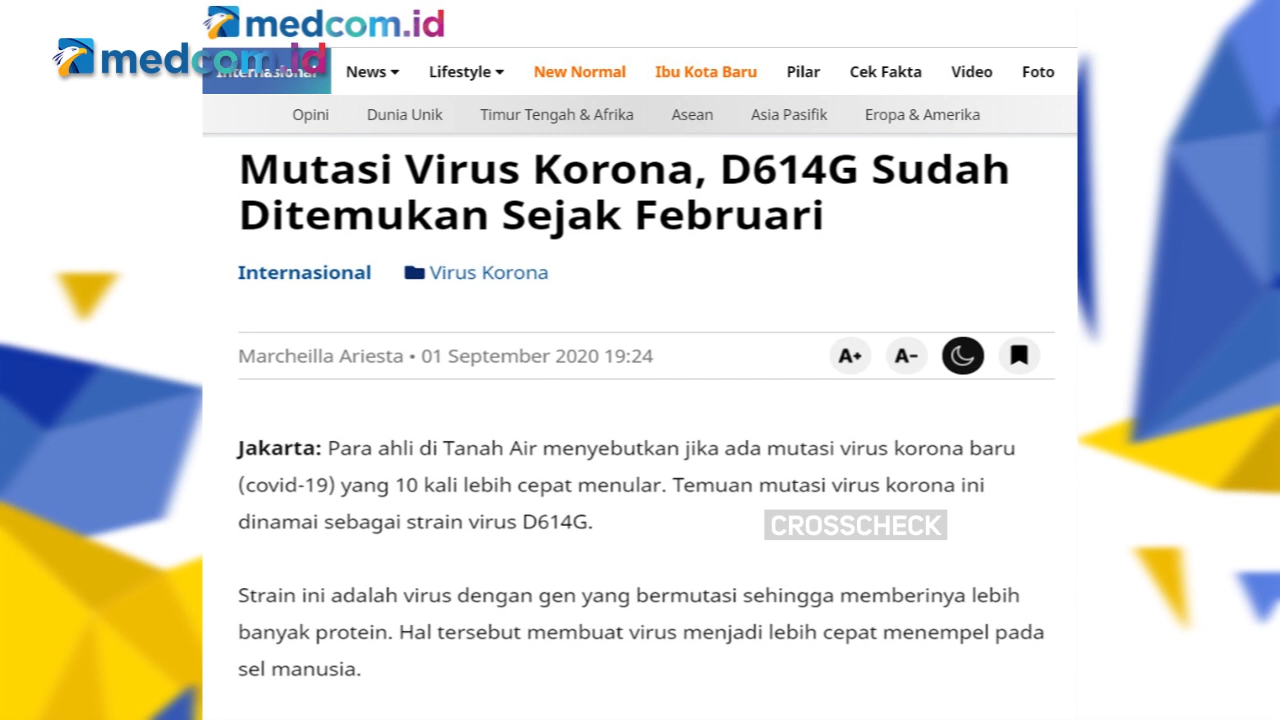 medcom.id
medcom.id
Internasional News Lifestyle New Normal Ibu Kota Baru Pilar Cek Fakta Video Foto
Opini Dunia Unik Timur Tengah & Afrika Asean Asia Pasifik Eropa & Amerika
Mutasi Virus Korona, D614G Sudah
Ditemukan Sejak Februari
Internasional Virus Korona
Marcheilla Ariesta • 01 September 2020 19:24 A+ A-
Jakarta: Para ahli di Tanah Air menyebutkan jika ada mutasi virus korona baru
(covid-19) yang 10 kali lebih cepat menular. Temuan mutasi virus korona ini
dinamai sebagai strain virus D614G.
CROSSCHECK
Strain ini adalah virus dengan gen yang bermutasi sehingga memberinya lebih
banyak protein. Hal tersebut membuat virus menjadi lebih cepat menempel pada
sel manusia.